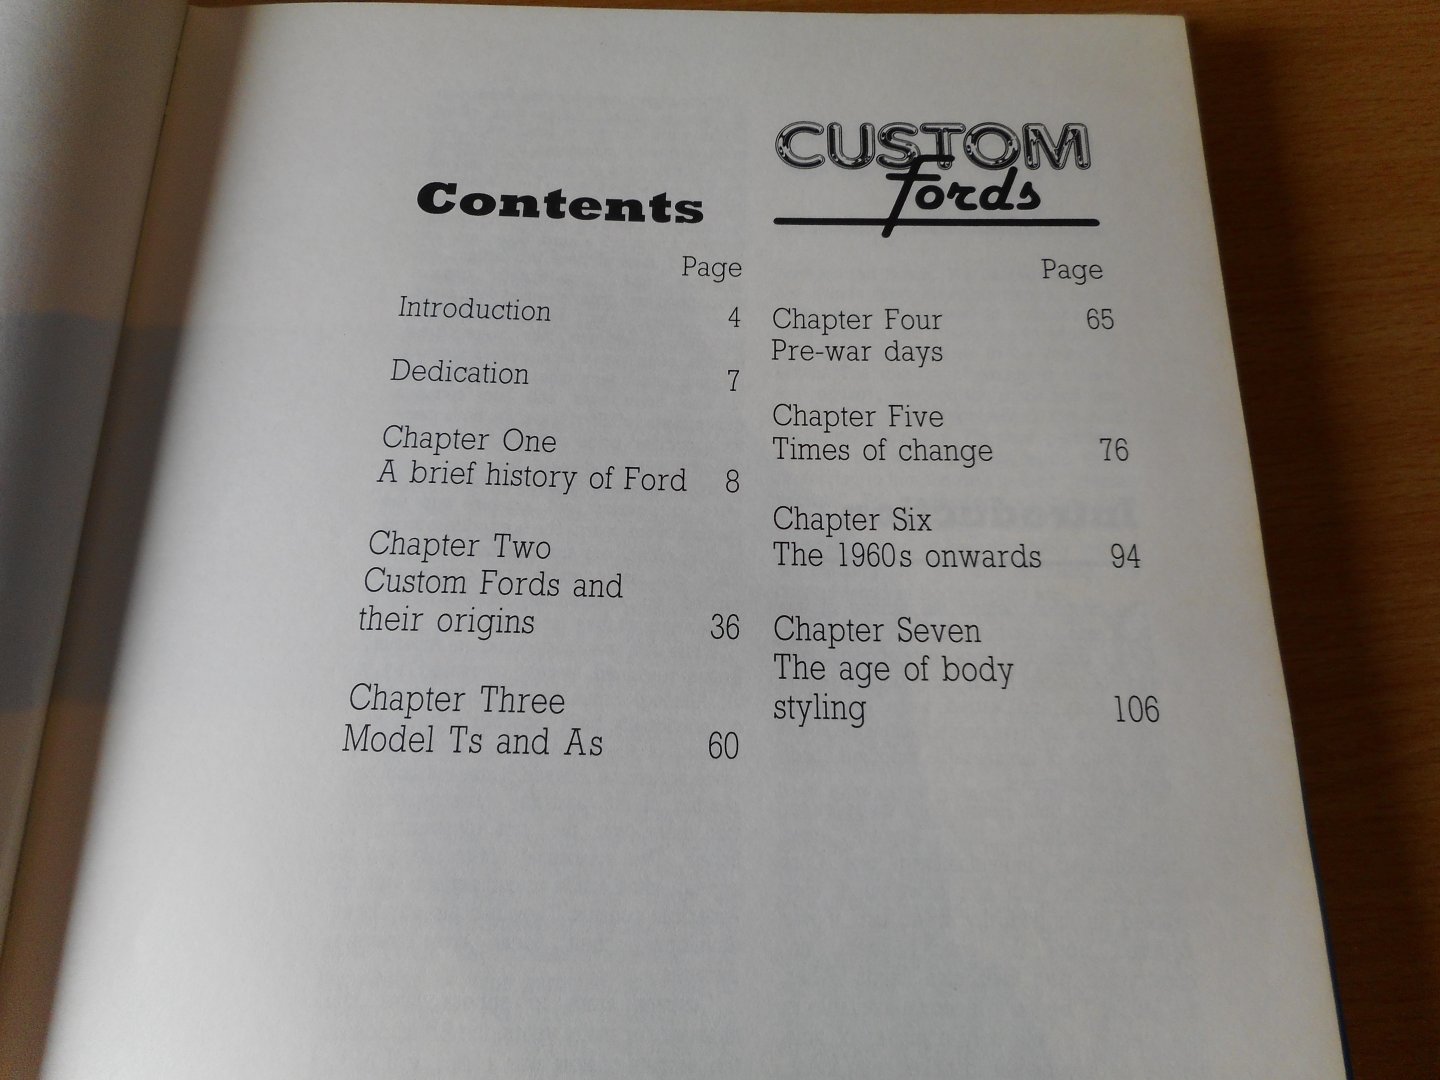 Contents
Page
Introduction 4
Dedication 7
Chapter One
A brief history of Ford 8
Chapter Two
Custom Fords and
their origins 36
Chapter Three
Model Ts and As 60
CUSTOM
Fords
Page
Chapter Four 65
Pre-war days
Chapter Five
Times of change 76
Chapter Six
The 1960s onwards 94
Chapter Seven
The age of body
styling 106